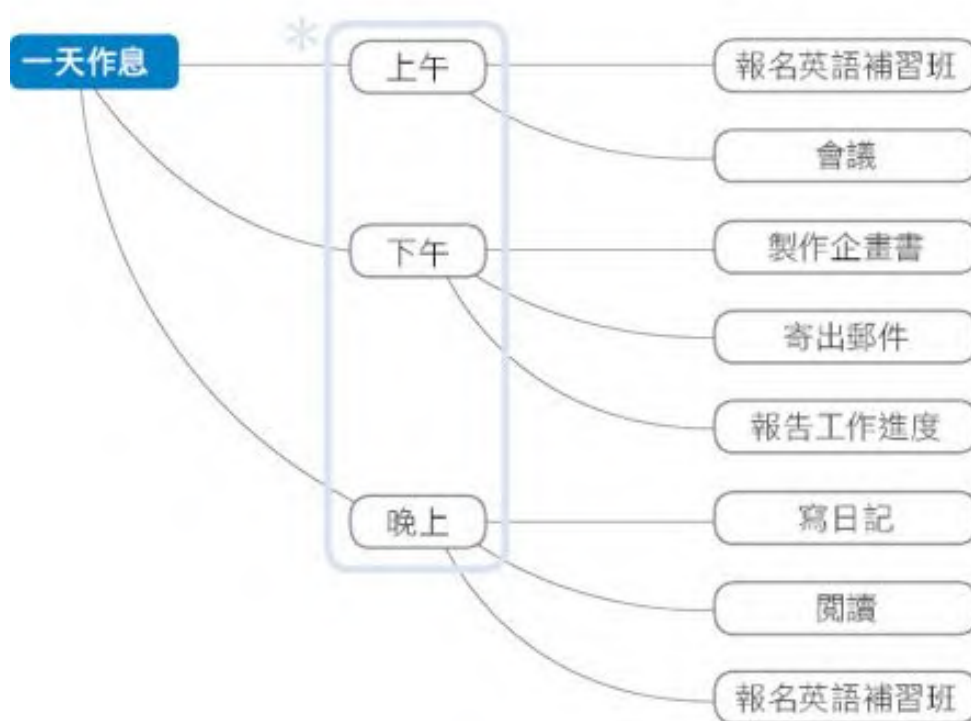 一天作息
上午
報名英語補習班
會議
下午
製作企畫書
寄出郵件
報告工作進度
晚上
寫日記
閱讀
報名英語補習班